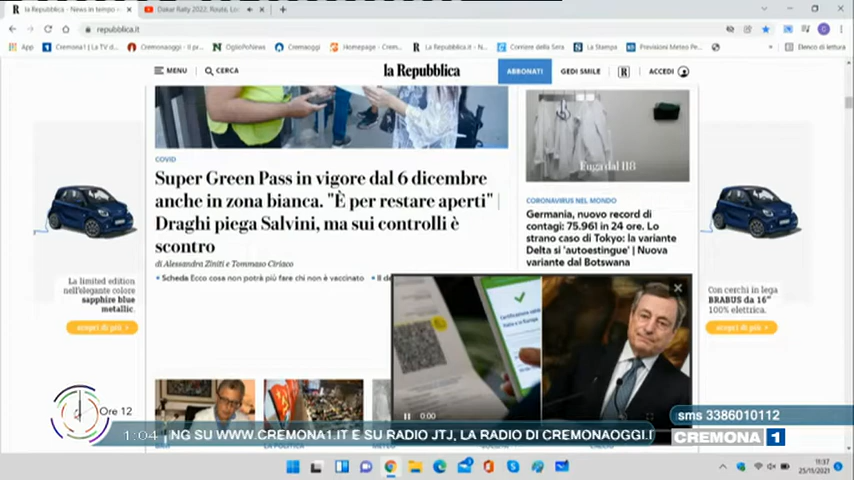 la Repubblica - News in tempo r
Dakar Rally 2022. Route, Lo
repubblica.it
App
Cremona1 | La TV d
Cremonaoggi - Il pr
OglioPoNews
Cremaoggi
Homepage - Crem
La Repubblica.it - N
Corriere della Sera
La Stampa
Previsioni Meteo Pe
Elenco di lettura
MENU
CERCA
la Repubblica
ABBONATI
GEDI SMILE
R
ACCEDI
COVID
Super Green Pass in vigore dal 6 dicembre
anche in zona bianca. "È per restare aperti" |
Draghi piega Salvini, ma sui controlli è
scontro
di Alessandra Ziniti e Tommaso Ciriaco
• Scheda Ecco cosa non potrà più fare chi non è vaccinato
• Il de
Fuga dal 118
CORONAVIRUS NEL MONDO
Germania, nuovo record di
contagi: 75.961 in 24 ore. Lo
strano caso di Tokyo: la variante
Delta si 'autoestingue' | Nuova
variante dal Botswana
La limited edition
nell'elegante colore
sapphire blue
metallic.
scopri di più >
Con cerchi in lega
BRABUS da 16"
100% elettrica.
scopri di più >
0:00
Ore 12
sms 3386010112
1:04
NG SU WWW.CREMONA1.IT E SU RADIO JTJ, LA RADIO DI CREMONAOGGI.I
CREMONA 1
11:37
25/11/2021